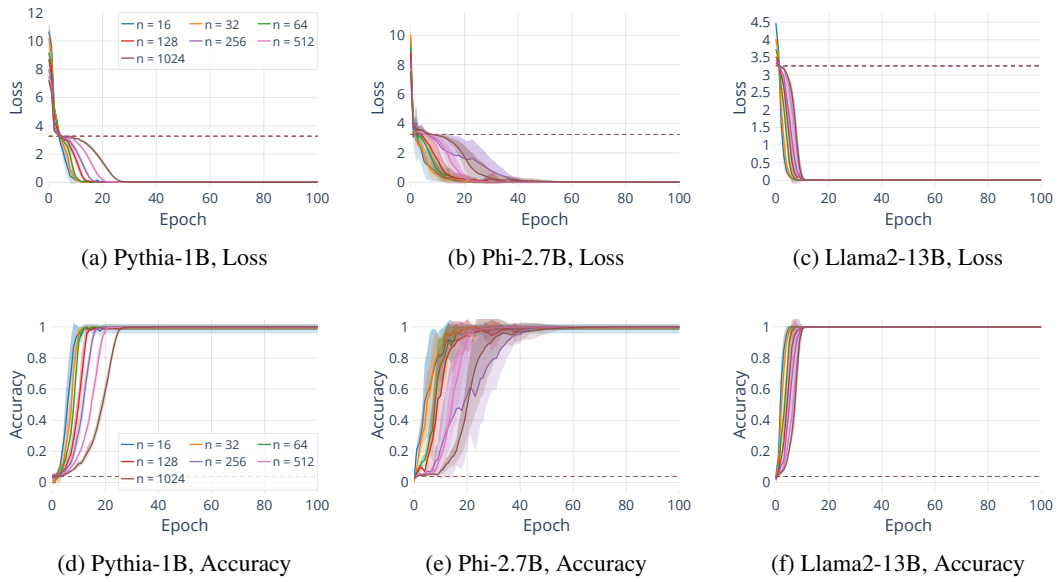 12
10
8
6
4
2
0
Loss
n = 16 n = 32 n = 64
n = 128 n = 256 n = 512
n = 1024
0 20 40 60 80 100
Epoch
(a) Pythia-1B, Loss
10
8
6
4
2
0
Loss
0 20 40 60 80 100
Epoch
(b) Phi-2.7B, Loss
4.5
4
3.5
3
2.5
2
1.5
1
0.5
0
Loss
0 20 40 60 80 100
Epoch
(c) Llama2-13B, Loss
1
0.8
0.6
0.4
0.2
0
Accuracy
n = 16 n = 32 n = 64
n = 128 n = 256 n = 512
n = 1024
0 20 40 60 80 100
Epoch
(d) Pythia-1B, Accuracy
1
0.8
0.6
0.4
0.2
0
Accuracy
0 20 40 60 80 100
Epoch
(e) Phi-2.7B, Accuracy
1
0.8
0.6
0.4
0.2
0
Accuracy
0 20 40 60 80 100
Epoch
(f) Llama2-13B, Accuracy